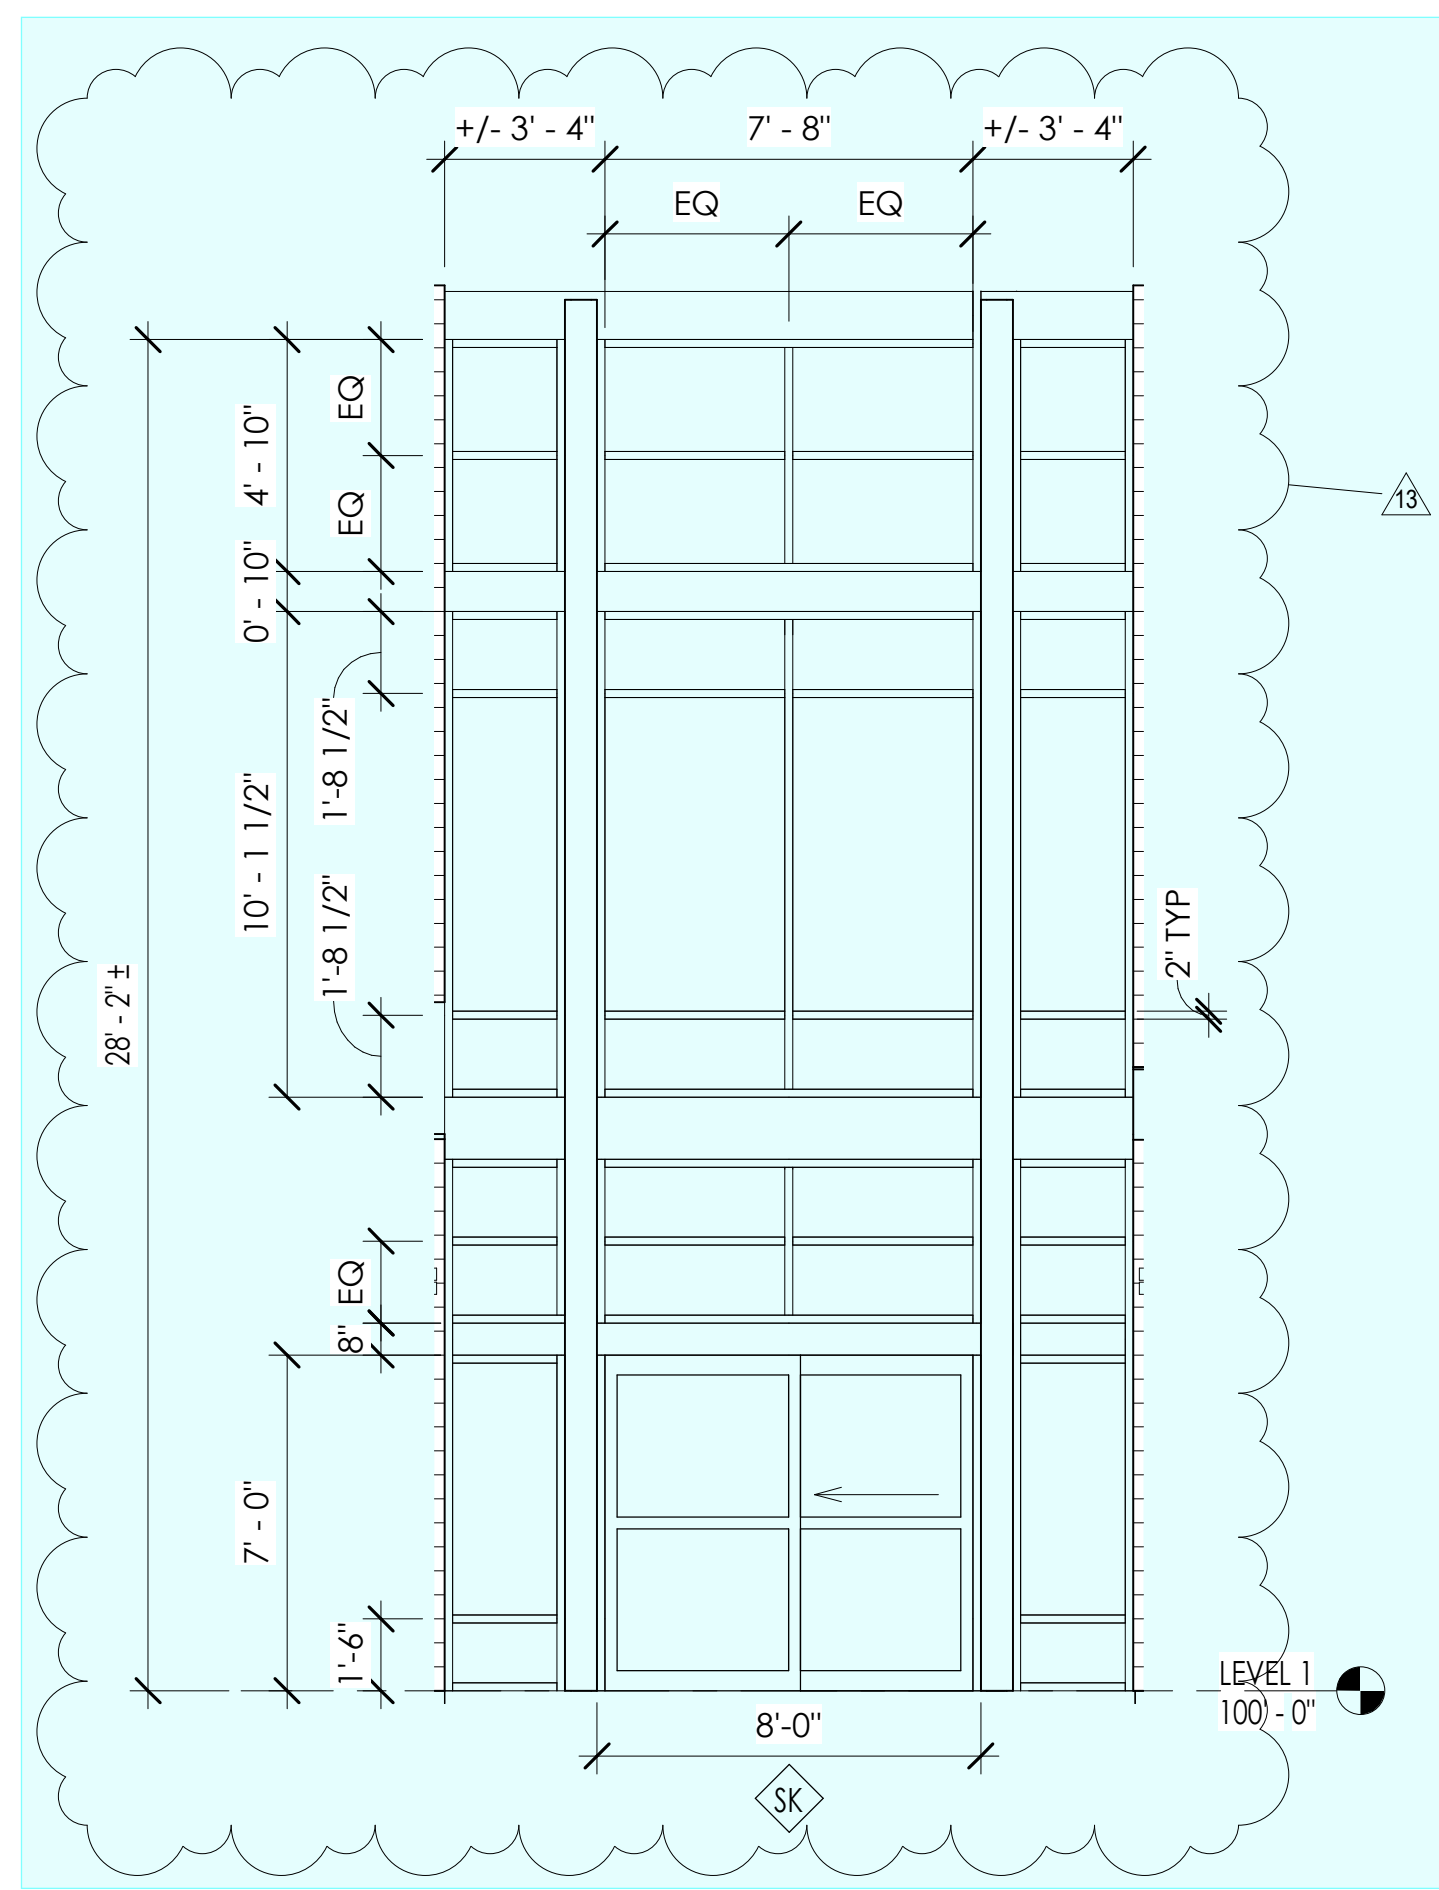 +/- 3' - 4" 7' - 8" +/- 3' - 4"
EQ EQ
EQ
4' - 10"
EQ
13
0' - 10"
1'-8 1/2"
10' - 1 1/2"
1'-8 1/2"
2" TYP
28' - 2" ±
EQ
8"
7' - 0"
1'-6"
LEVEL 1
100' - 0"
8'-0"
SK